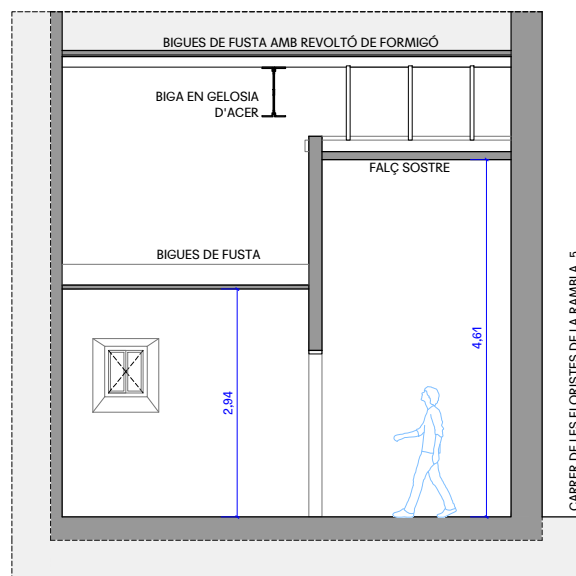 BIGUES DE FUSTA AMB REVOLTÓ DE FORMIGÓ
BIGA EN GELOSIA
D'ACER
FALÇ SOSTRE
BIGUES DE FUSTA
2,94
4,61
CARRER DE LES FLORISTES DE LA RAMBLA, 5